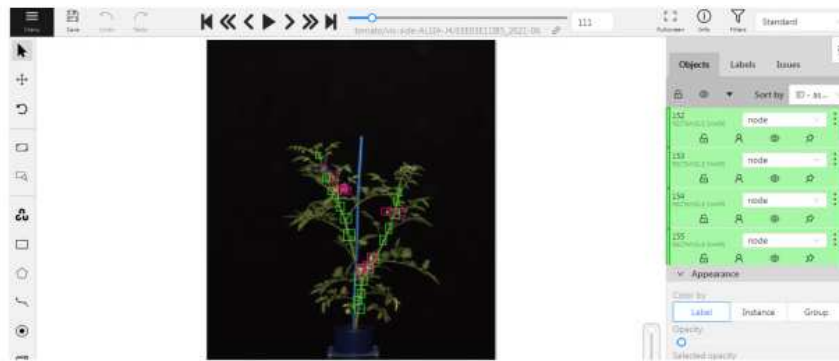 Menu
Save
Undo
Redo
111
Fullscreen
Info
Filters
Standard
Objects
Labels
Issues
Sort by
ID - as...
152
node
RECTANGLE SHAPE
153
node
RECTANGLE SHAPE
154
node
RECTANGLE SHAPE
155
node
RECTANGLE SHAPE
Appearance
Color by
Label
Instance
Group
Opacity
Selected opacity